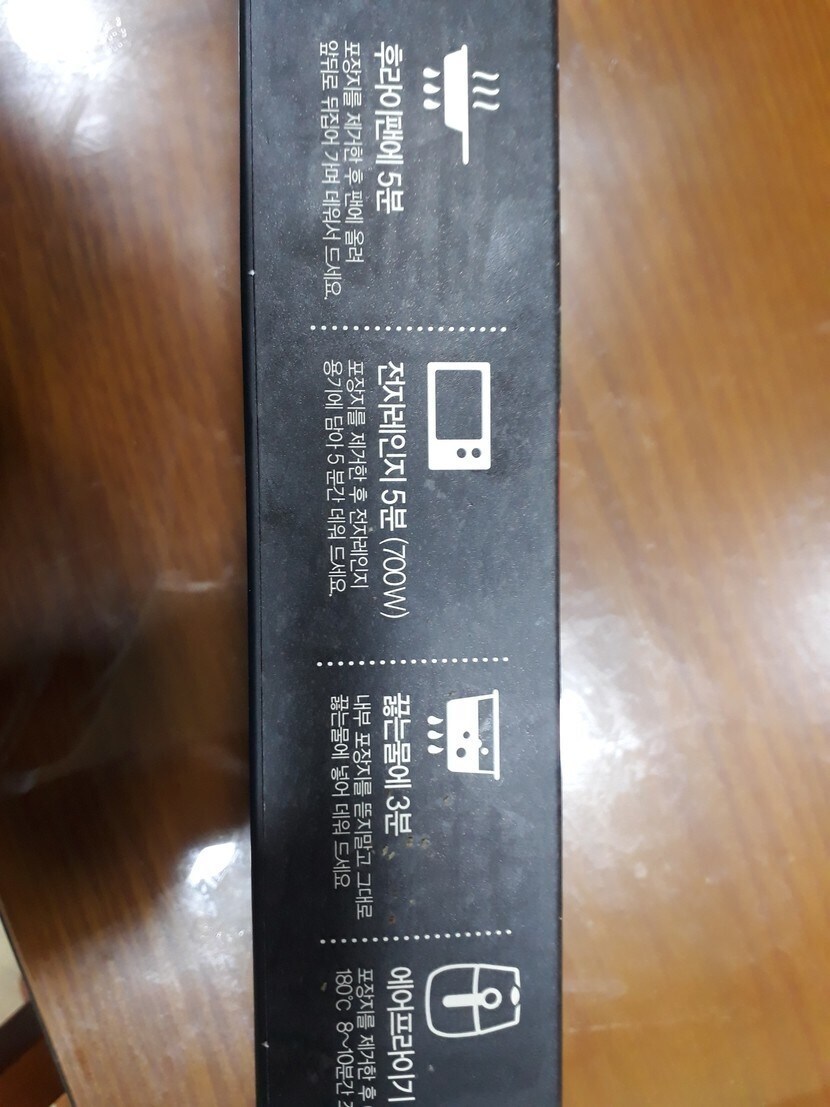 후라이팬에 5분
포장지를 제거한 후 팬에 올려
앞뒤로 뒤집어 가며 데워서 드세요.
전자레인지 5분 (700W)
포장지를 제거한 후 전자레인지
용기에 담아 5 분간 데워 드세요.
끓는물에 3분
내부 포장지를 뜯지말고 그대로
끓는물에 넣어 데워 드세요
에어프라이기
포장지를 제거한 후
180℃ 8~10분간